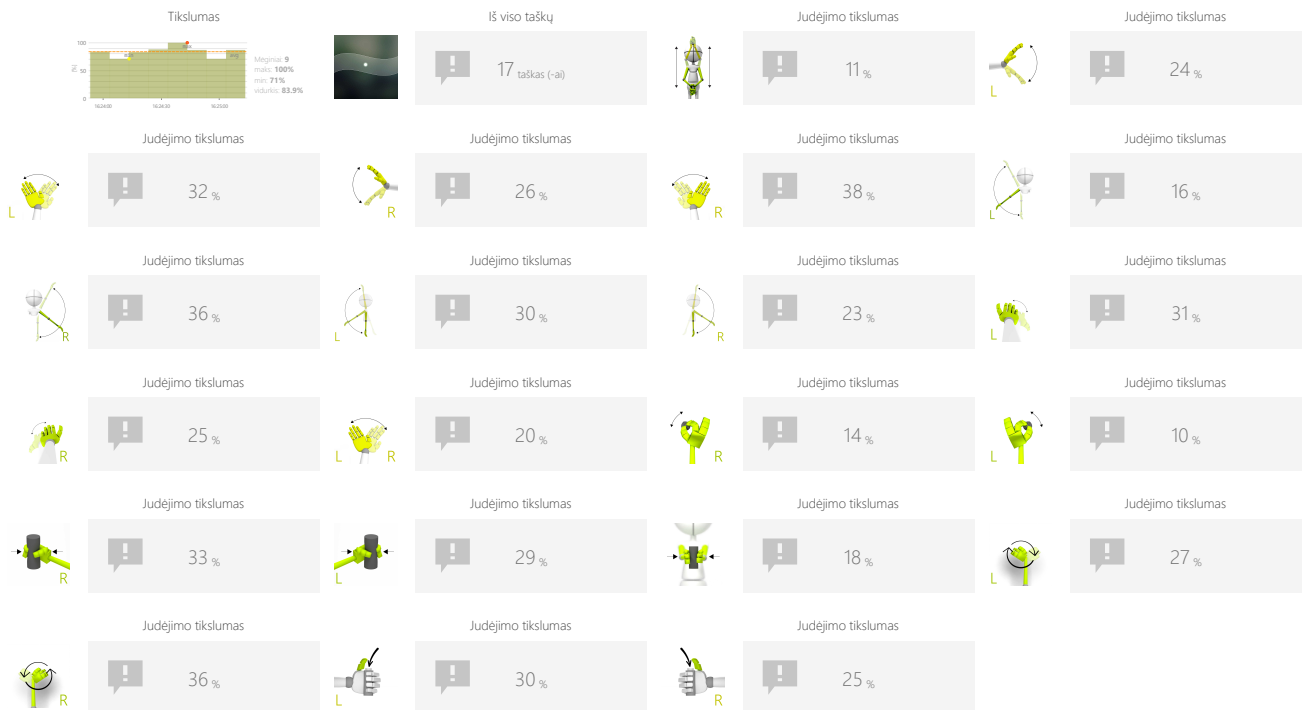 Tikslumas
100
(%)
50
0
maks
min
avg
16:24:00
16:24:30
16:25:00
Mėginiai: 9
maks: 100%
min: 71%
vidurkis: 83.9%
Iš viso taškų
17 taškas (-ai)
Judėjimo tikslumas
11 %
Judėjimo tikslumas
L
24 %
Judėjimo tikslumas
L
32 %
Judėjimo tikslumas
R
26 %
Judėjimo tikslumas
R
38 %
Judėjimo tikslumas
L
16 %
Judėjimo tikslumas
R
36 %
Judėjimo tikslumas
L
30 %
Judėjimo tikslumas
R
23 %
Judėjimo tikslumas
L
31 %
Judėjimo tikslumas
R
25 %
Judėjimo tikslumas
L R
20 %
Judėjimo tikslumas
R
14 %
Judėjimo tikslumas
L
10 %
Judėjimo tikslumas
R
33 %
Judėjimo tikslumas
L
29 %
Judėjimo tikslumas
18 %
Judėjimo tikslumas
L
27 %
Judėjimo tikslumas
R
36 %
Judėjimo tikslumas
L
30 %
Judėjimo tikslumas
R
25 %